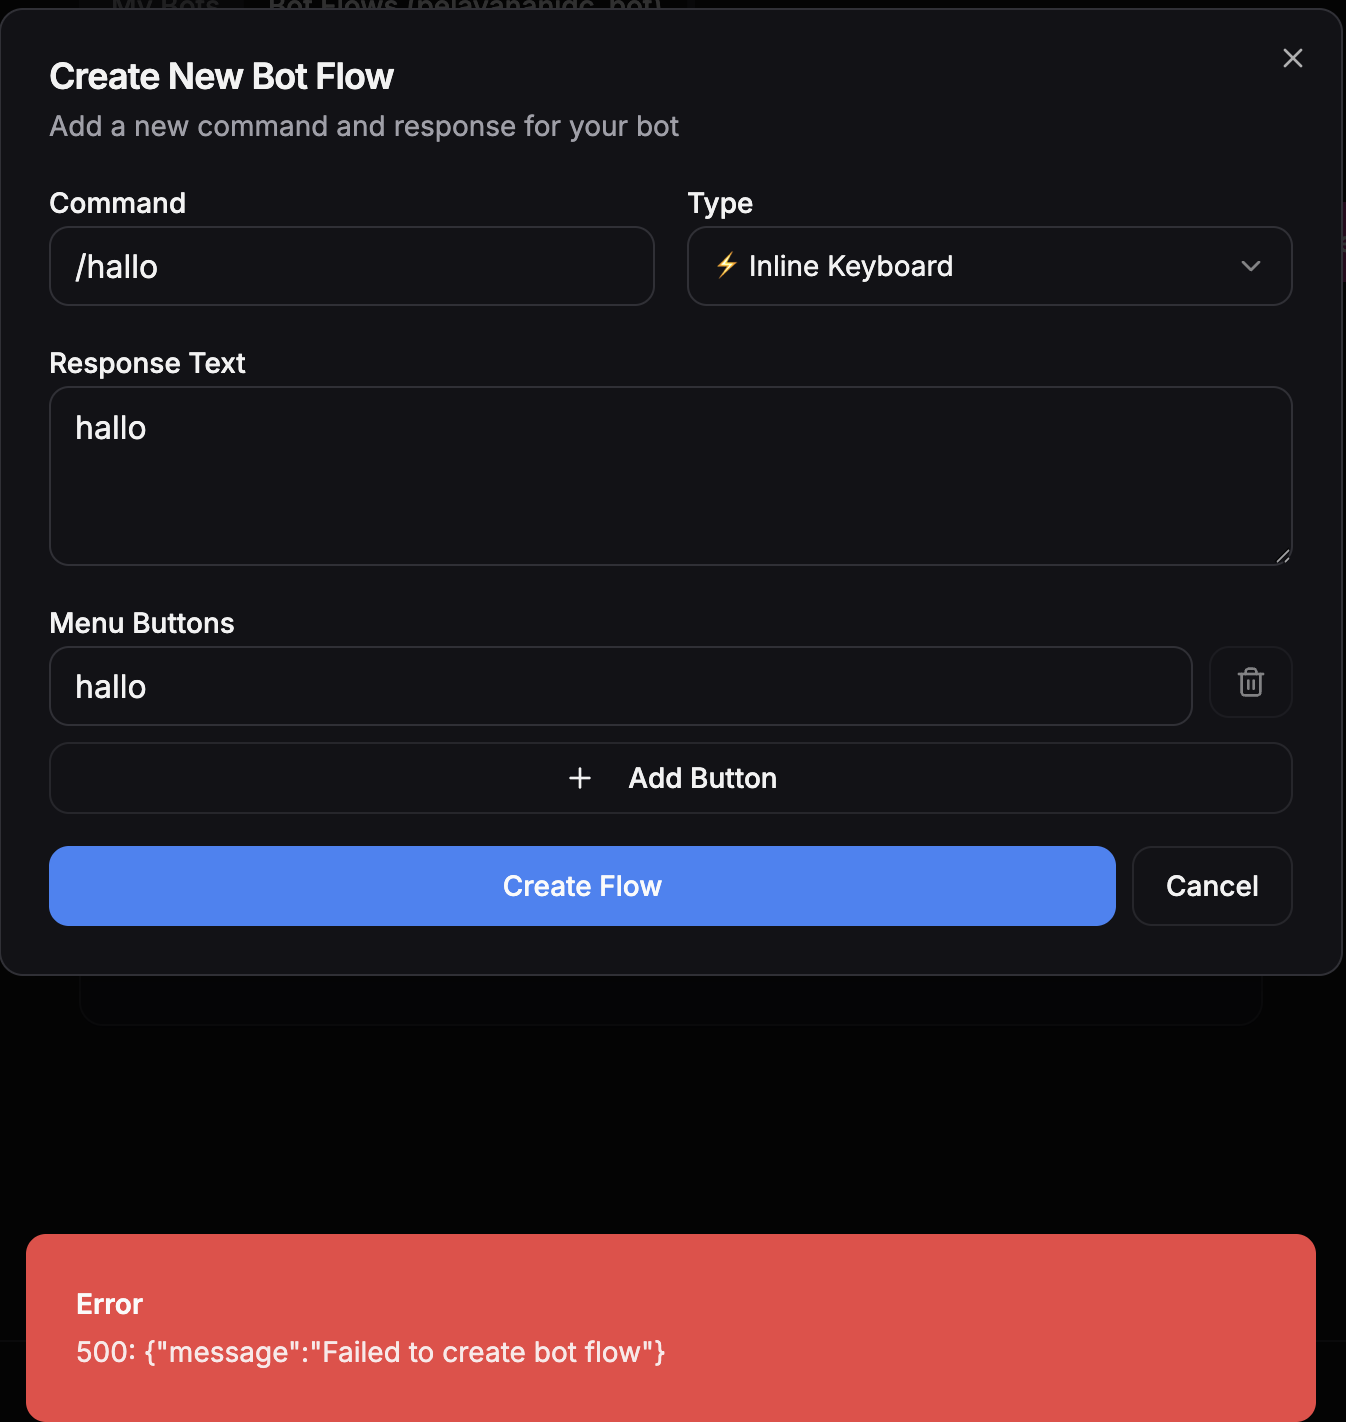 My Bots Bot Flows (helavananidc_bot)
Create New Bot Flow
Add a new command and response for your bot
Command Type
/hallo ⚡ Inline Keyboard
Response Text
hallo
Menu Buttons
hallo
+ Add Button
Create Flow Cancel
Error
500: {"message":"Failed to create bot flow"}